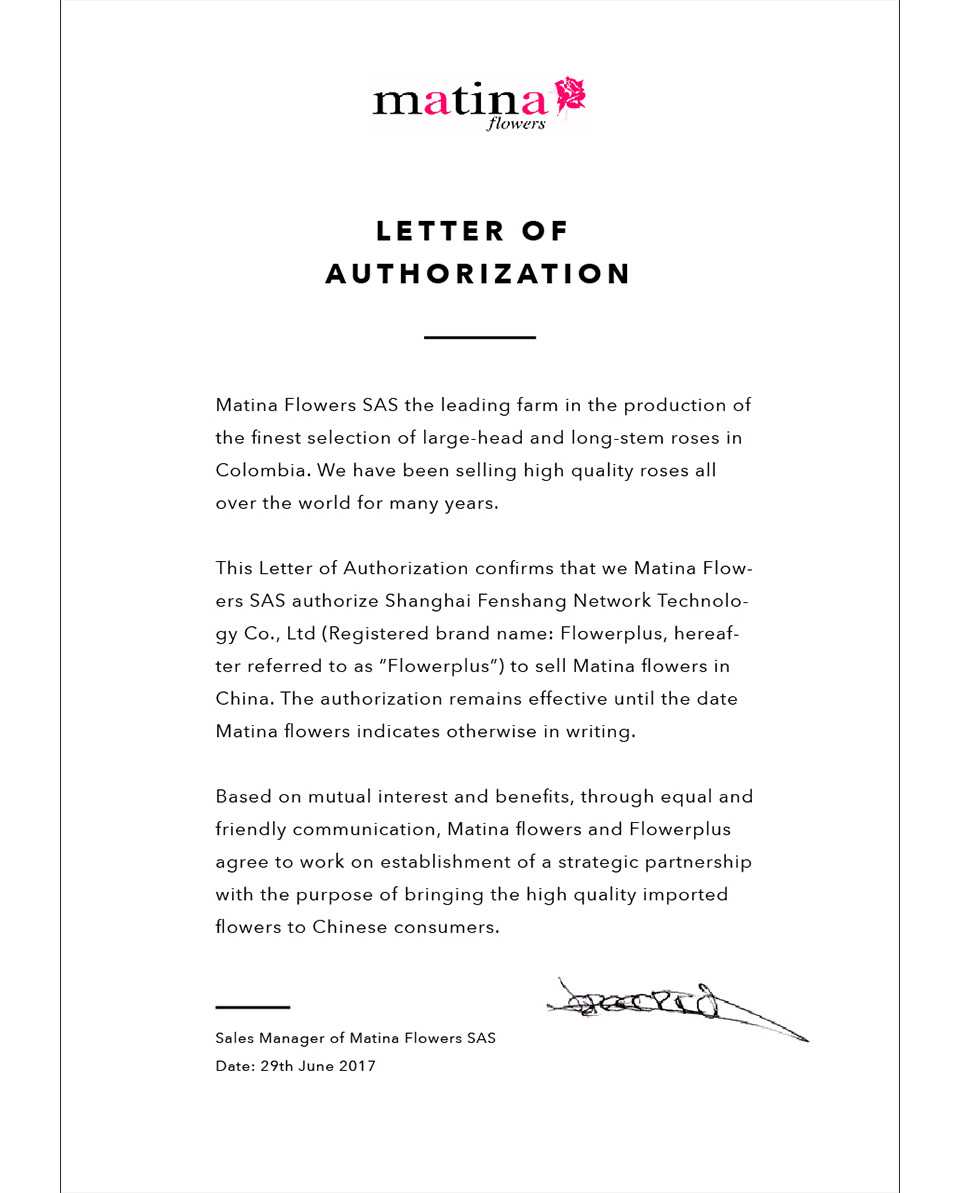 matina
flowers
LETTER OF
AUTHORIZATION
Matina Flowers SAS the leading farm in the production of
the finest selection of large-head and long-stem roses in
Colombia. We have been selling high quality roses all
over the world for many years.
This Letter of Authorization confirms that we Matina Flow-
ers SAS authorize Shanghai Fenshang Network Technolo-
gy Co., Ltd (Registered brand name: Flowerplus, hereaf-
ter referred to as “Flowerplus”) to sell Matina flowers in
China. The authorization remains effective until the date
Matina flowers indicates otherwise in writing.
Based on mutual interest and benefits, through equal and
friendly communication, Matina flowers and Flowerplus
agree to work on establishment of a strategic partnership
with the purpose of bringing the high quality imported
flowers to Chinese consumers.
Sales Manager of Matina Flowers SAS
Date: 29th June 2017